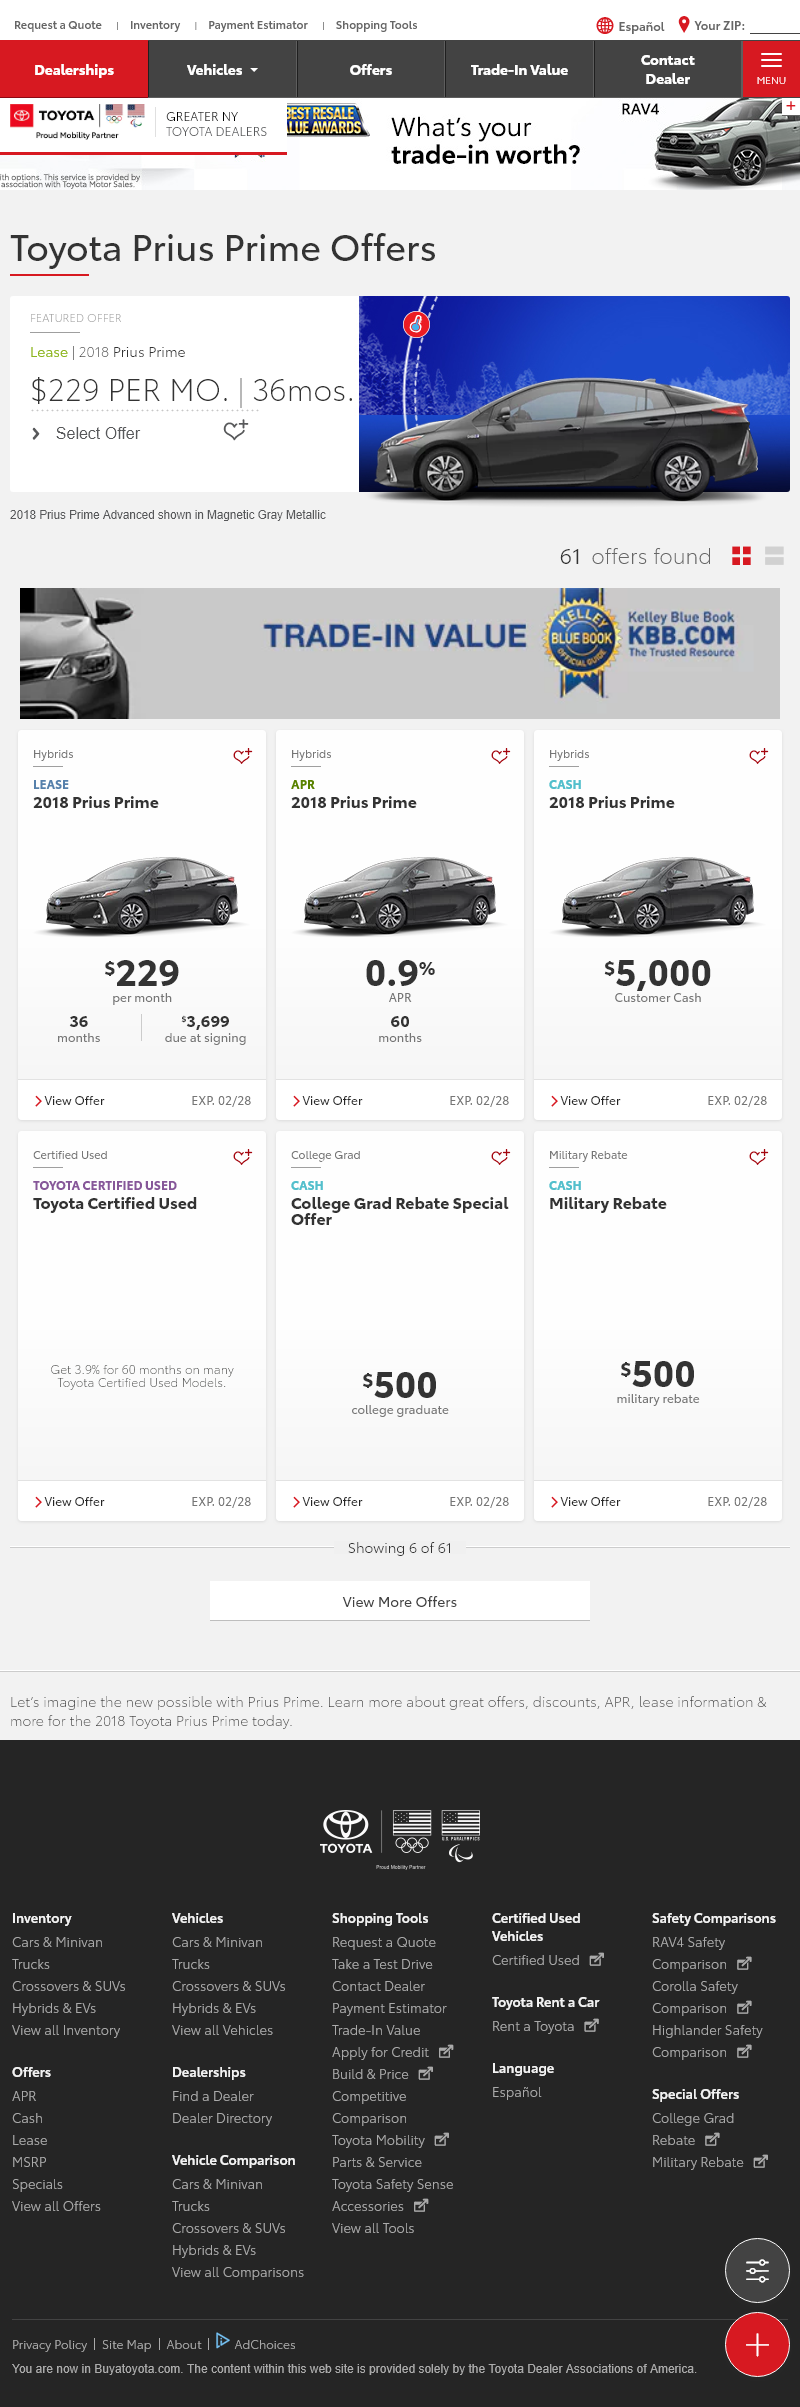 Request a Quote | Inventory | Payment Estimator | Shopping Tools
Español Your ZIP:
Dealerships
Vehicles
Offers
Trade-In Value
Contact
Dealer
MENU
TOYOTA
Proud Mobility Partner
GREATER NY
TOYOTA DEALERS
BEST RESALE
VALUE AWARDS
What's your
trade-in worth?
RAV4
+
ith options. This service is provided by
association with Toyota Motor Sales.
Toyota Prius Prime Offers
FEATURED OFFER
Lease | 2018 Prius Prime
$229 PER MO. | 36mos.
Select Offer
2018 Prius Prime Advanced shown in Magnetic Gray Metallic
61 offers found
TRADE-IN VALUE
KELLEY
BLUE BOOK
OFFICIAL GUIDE
Kelley Blue Book
KBB.COM
The Trusted Resource
Hybrids
LEASE
2018 Prius Prime
$229
per month
36
months
$3,699
due at signing
View Offer EXP. 02/28
Hybrids
APR
2018 Prius Prime
0.9%
APR
60
months
View Offer EXP. 02/28
Hybrids
CASH
2018 Prius Prime
$5,000
Customer Cash
View Offer EXP. 02/28
Certified Used
TOYOTA CERTIFIED USED
Toyota Certified Used
Get 3.9% for 60 months on many
Toyota Certified Used Models.
View Offer EXP. 02/28
College Grad
CASH
College Grad Rebate Special
Offer
$500
college graduate
View Offer EXP. 02/28
Military Rebate
CASH
Military Rebate
$500
military rebate
View Offer EXP. 02/28
Showing 6 of 61
View More Offers
Let's imagine the new possible with Prius Prime. Learn more about great offers, discounts, APR, lease information &
more for the 2018 Toyota Prius Prime today.
TOYOTA
U.S. PARALYMPICS
Proud Mobility Partner
Inventory
Cars & Minivan
Trucks
Crossovers & SUVs
Hybrids & EVs
View all Inventory
Offers
APR
Cash
Lease
MSRP
Specials
View all Offers
Vehicles
Cars & Minivan
Trucks
Crossovers & SUVs
Hybrids & EVs
View all Vehicles
Dealerships
Find a Dealer
Dealer Directory
Vehicle Comparison
Cars & Minivan
Trucks
Crossovers & SUVs
Hybrids & EVs
View all Comparisons
Shopping Tools
Request a Quote
Take a Test Drive
Contact Dealer
Payment Estimator
Trade-In Value
Apply for Credit
Build & Price
Competitive
Comparison
Toyota Mobility
Parts & Service
Toyota Safety Sense
Accessories
View all Tools
Certified Used
Vehicles
Certified Used
Toyota Rent a Car
Rent a Toyota
Language
Español
Safety Comparisons
RAV4 Safety
Comparison
Corolla Safety
Comparison
Highlander Safety
Comparison
Special Offers
College Grad
Rebate
Military Rebate
Privacy Policy | Site Map | About | AdChoices
You are now in Buyatoyota.com. The content within this web site is provided solely by the Toyota Dealer Associations of America.